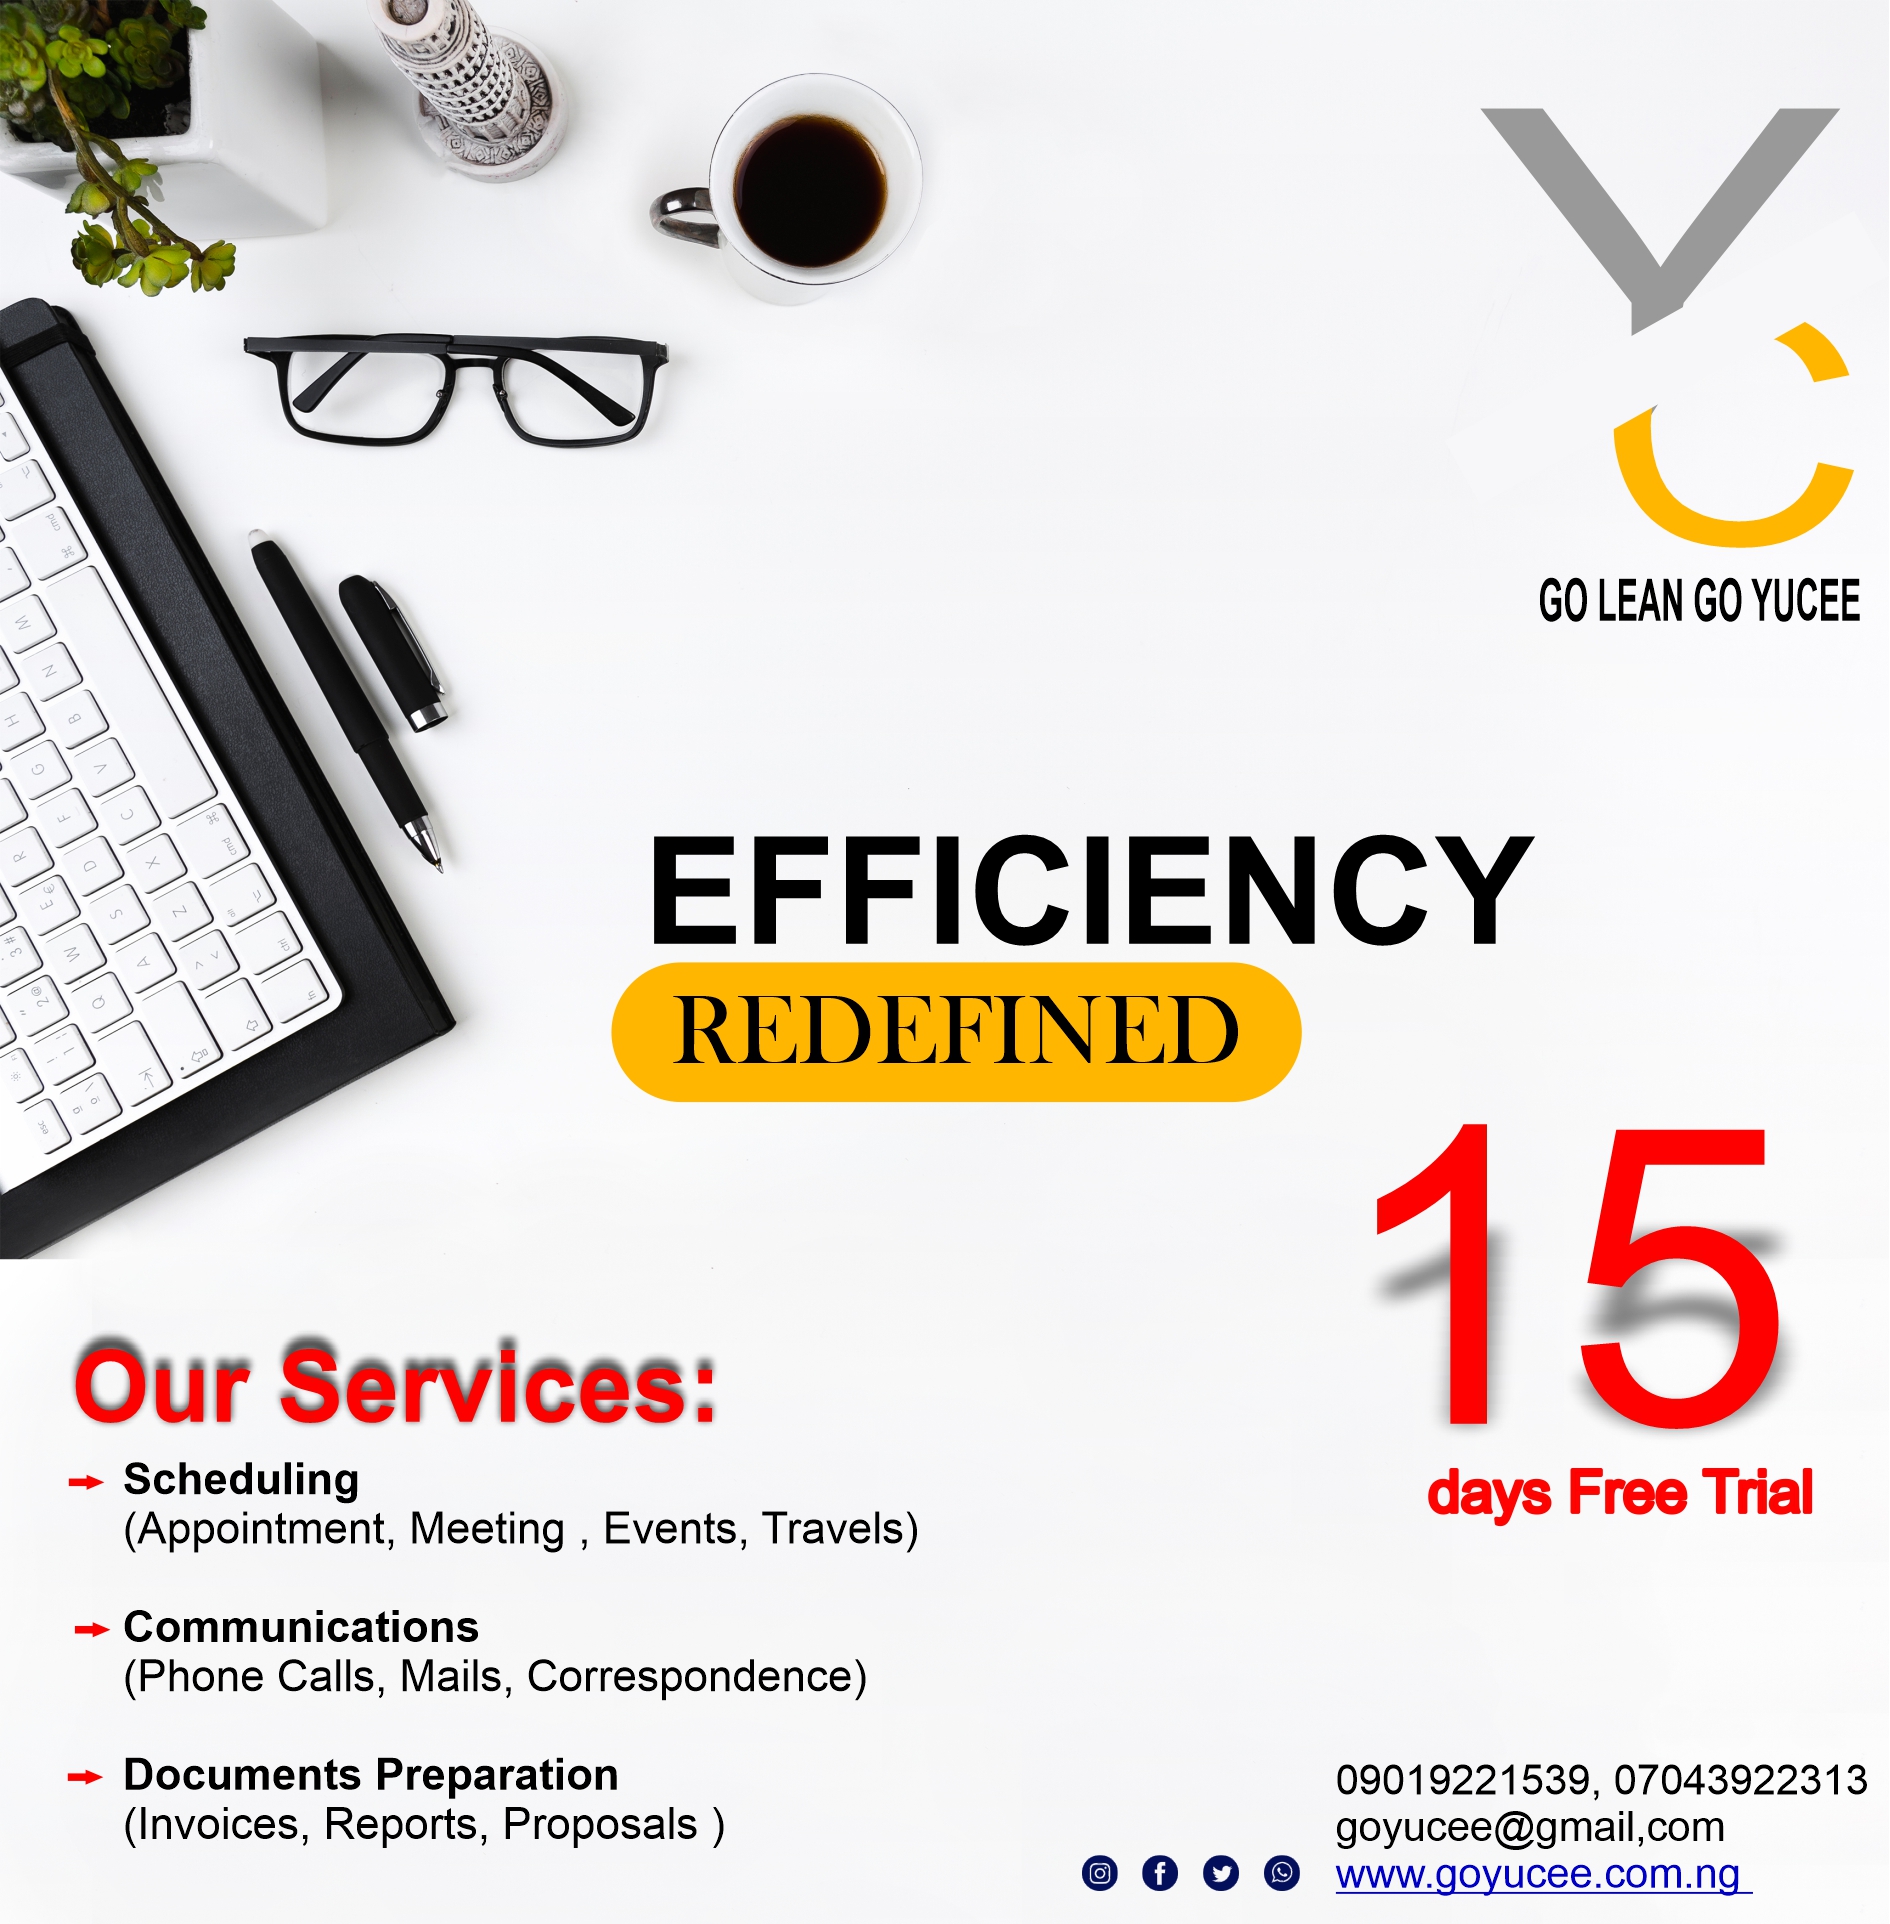 YC
GO LEAN GO YUCEE
EFFICIENCY
REDEFINED
15
days Free Trial
Our Services:
Scheduling
(Appointment, Meeting , Events, Travels)
Communications
(Phone Calls, Mails, Correspondence)
Documents Preparation
(Invoices, Reports, Proposals )
09019221539, 07043922313
goyucee@gmail,com
www.goyucee.com.ng